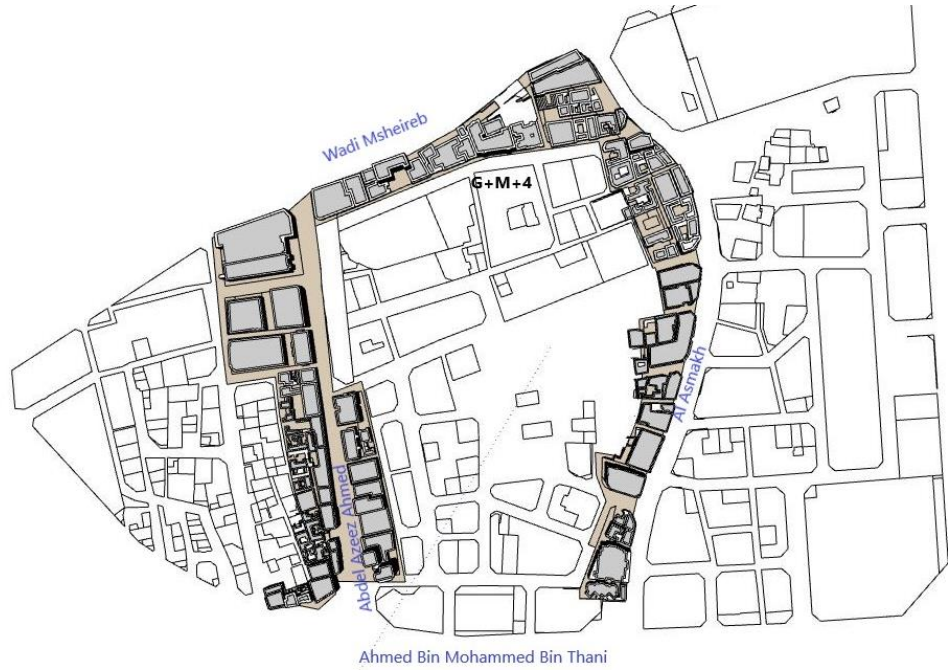 Wadi Msheireb
G+M+4
Al Asmakh
Abdel Azeez Ahmed
Ahmed Bin Mohammed Bin Thani